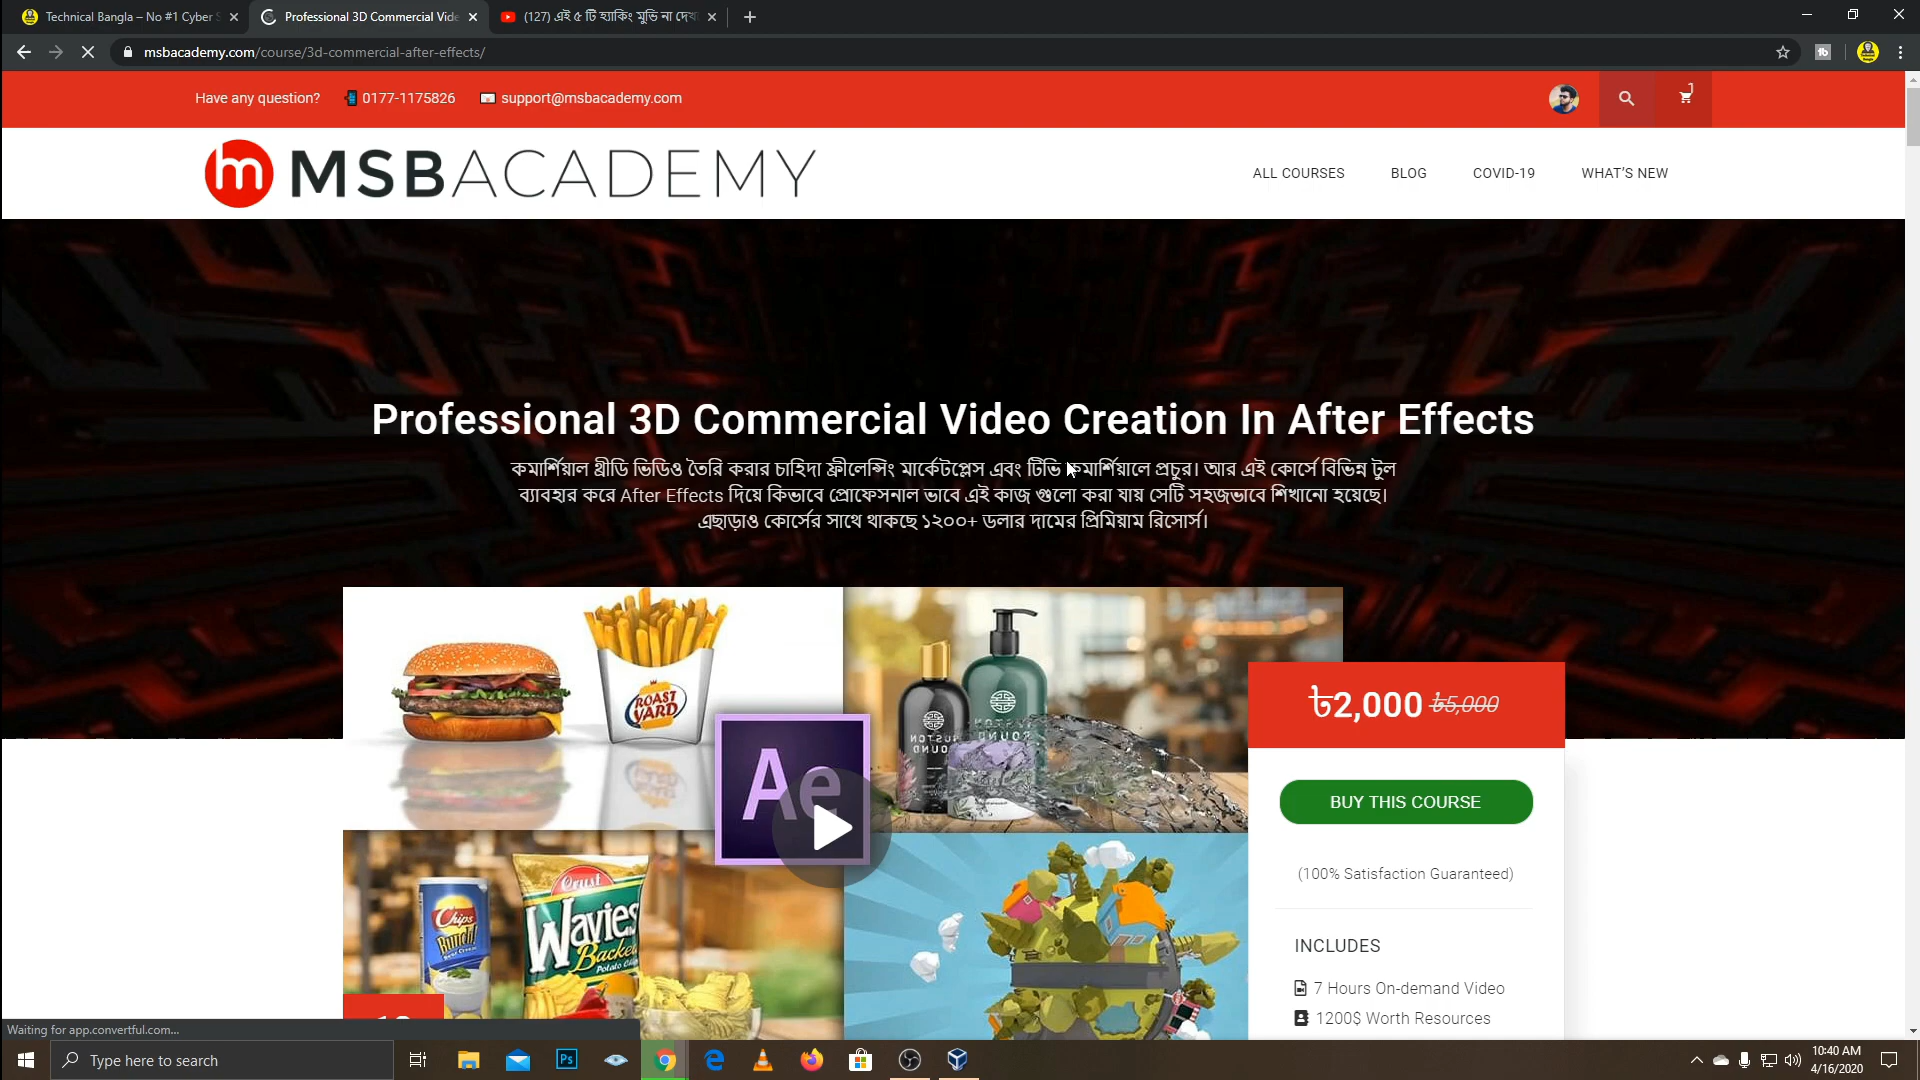 Technical Bangla – No #1 Cyber S
Professional 3D Commercial Vide
(127) এই ৫ টি হ্যাকিং মুভি না দেখ
msbacademy.com/course/3d-commercial-after-effects/
Have any question?
0177-1175826
support@msbacademy.com
1
m MSBACADEMY
ALL COURSES
BLOG
COVID-19
WHAT'S NEW
Professional 3D Commercial Video Creation In After Effects
কমার্শিয়াল থ্রীডি ভিডিও তৈরি করার চাহিদা ফ্রীলেন্সিং মার্কেটপ্লেস এবং টিভি কমার্শিয়ালে প্রচুর। আর এই কোর্সে বিভিন্ন টুল
ব্যাবহার করে After Effects দিয়ে কিভাবে প্রোফেসনাল ভাবে এই কাজ গুলো করা যায় সেটি সহজভাবে শিখানো হয়েছে।
এছাড়াও কোর্সের সাথে থাকছে ১২০০+ ডলার দামের প্রিমিয়াম রিসোর্স।
ROAST
YARD
Ae
Chips
Crust
Wavies
Backed
৳2,000 ৳5,000
BUY THIS COURSE
(100% Satisfaction Guaranteed)
INCLUDES
7 Hours On-demand Video
1200$ Worth Resources
Waiting for app.convertful.com...
Type here to search
Ps
10:40 AM
4/16/2020